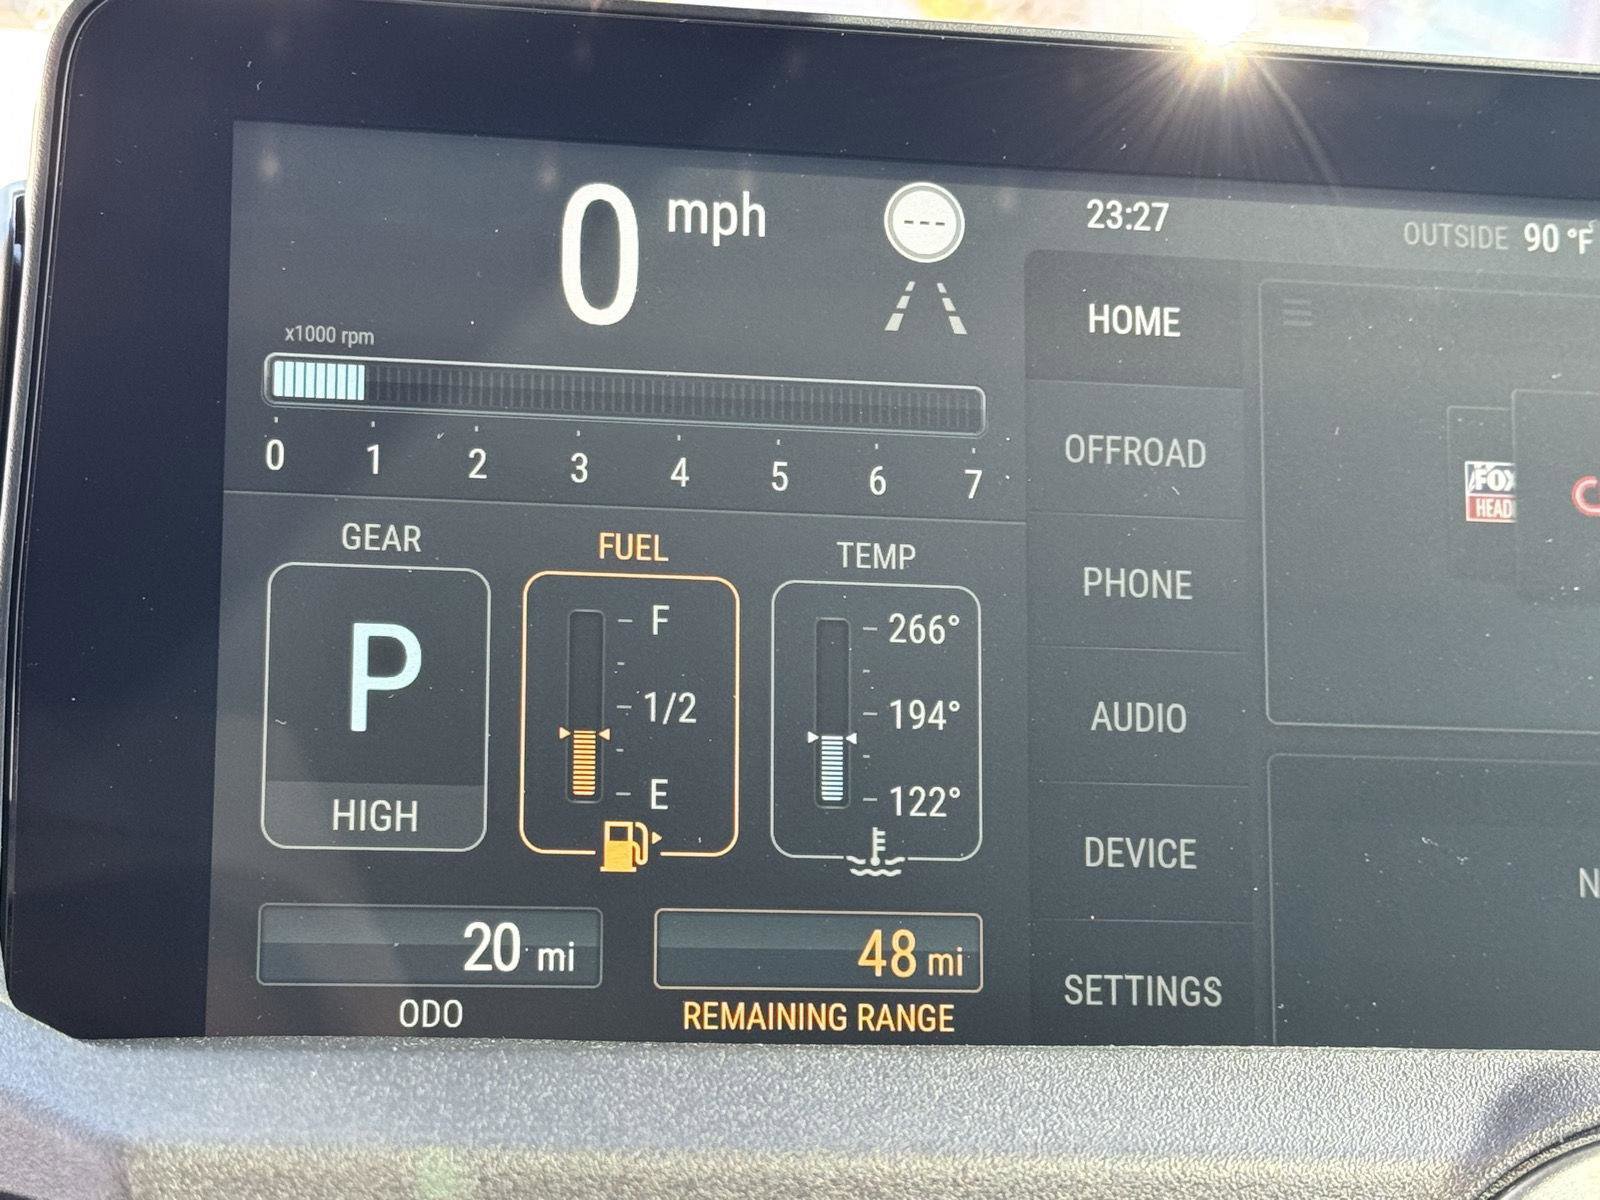 0 mph
---
23:27
OUTSIDE 90 °F
x1000 rpm
0 1 2 3 4 5 6 7
HOME
OFFROAD
PHONE
AUDIO
DEVICE
SETTINGS
GEAR
P
HIGH
FUEL
F
1/2
E
TEMP
266°
194°
122°
20 mi
ODO
48 mi
REMAINING RANGE
FOX
HEAD